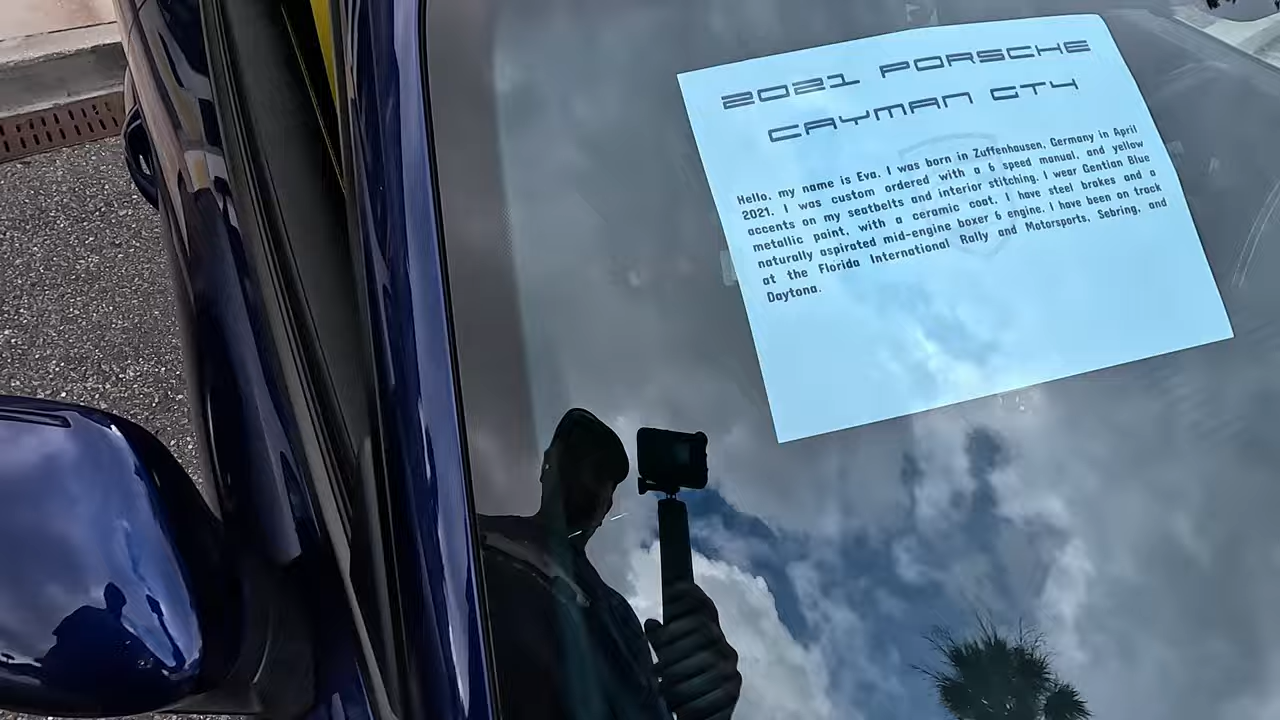 2021 PORSCHE
CAYMAN GT4
Hello, my name is Eva. I was born in Zuffenhausen, Germany in April
2021. I was custom ordered with a 6 speed manual, and yellow
accents on my seatbelts and interior stitching. I wear Gentian Blue
metallic paint, with a ceramic coat. I have steel brakes and a
naturally aspirated mid-engine boxer 6 engine. I have been on track
at the Florida International Rally and Motorsports, Sebring, and
Daytona.